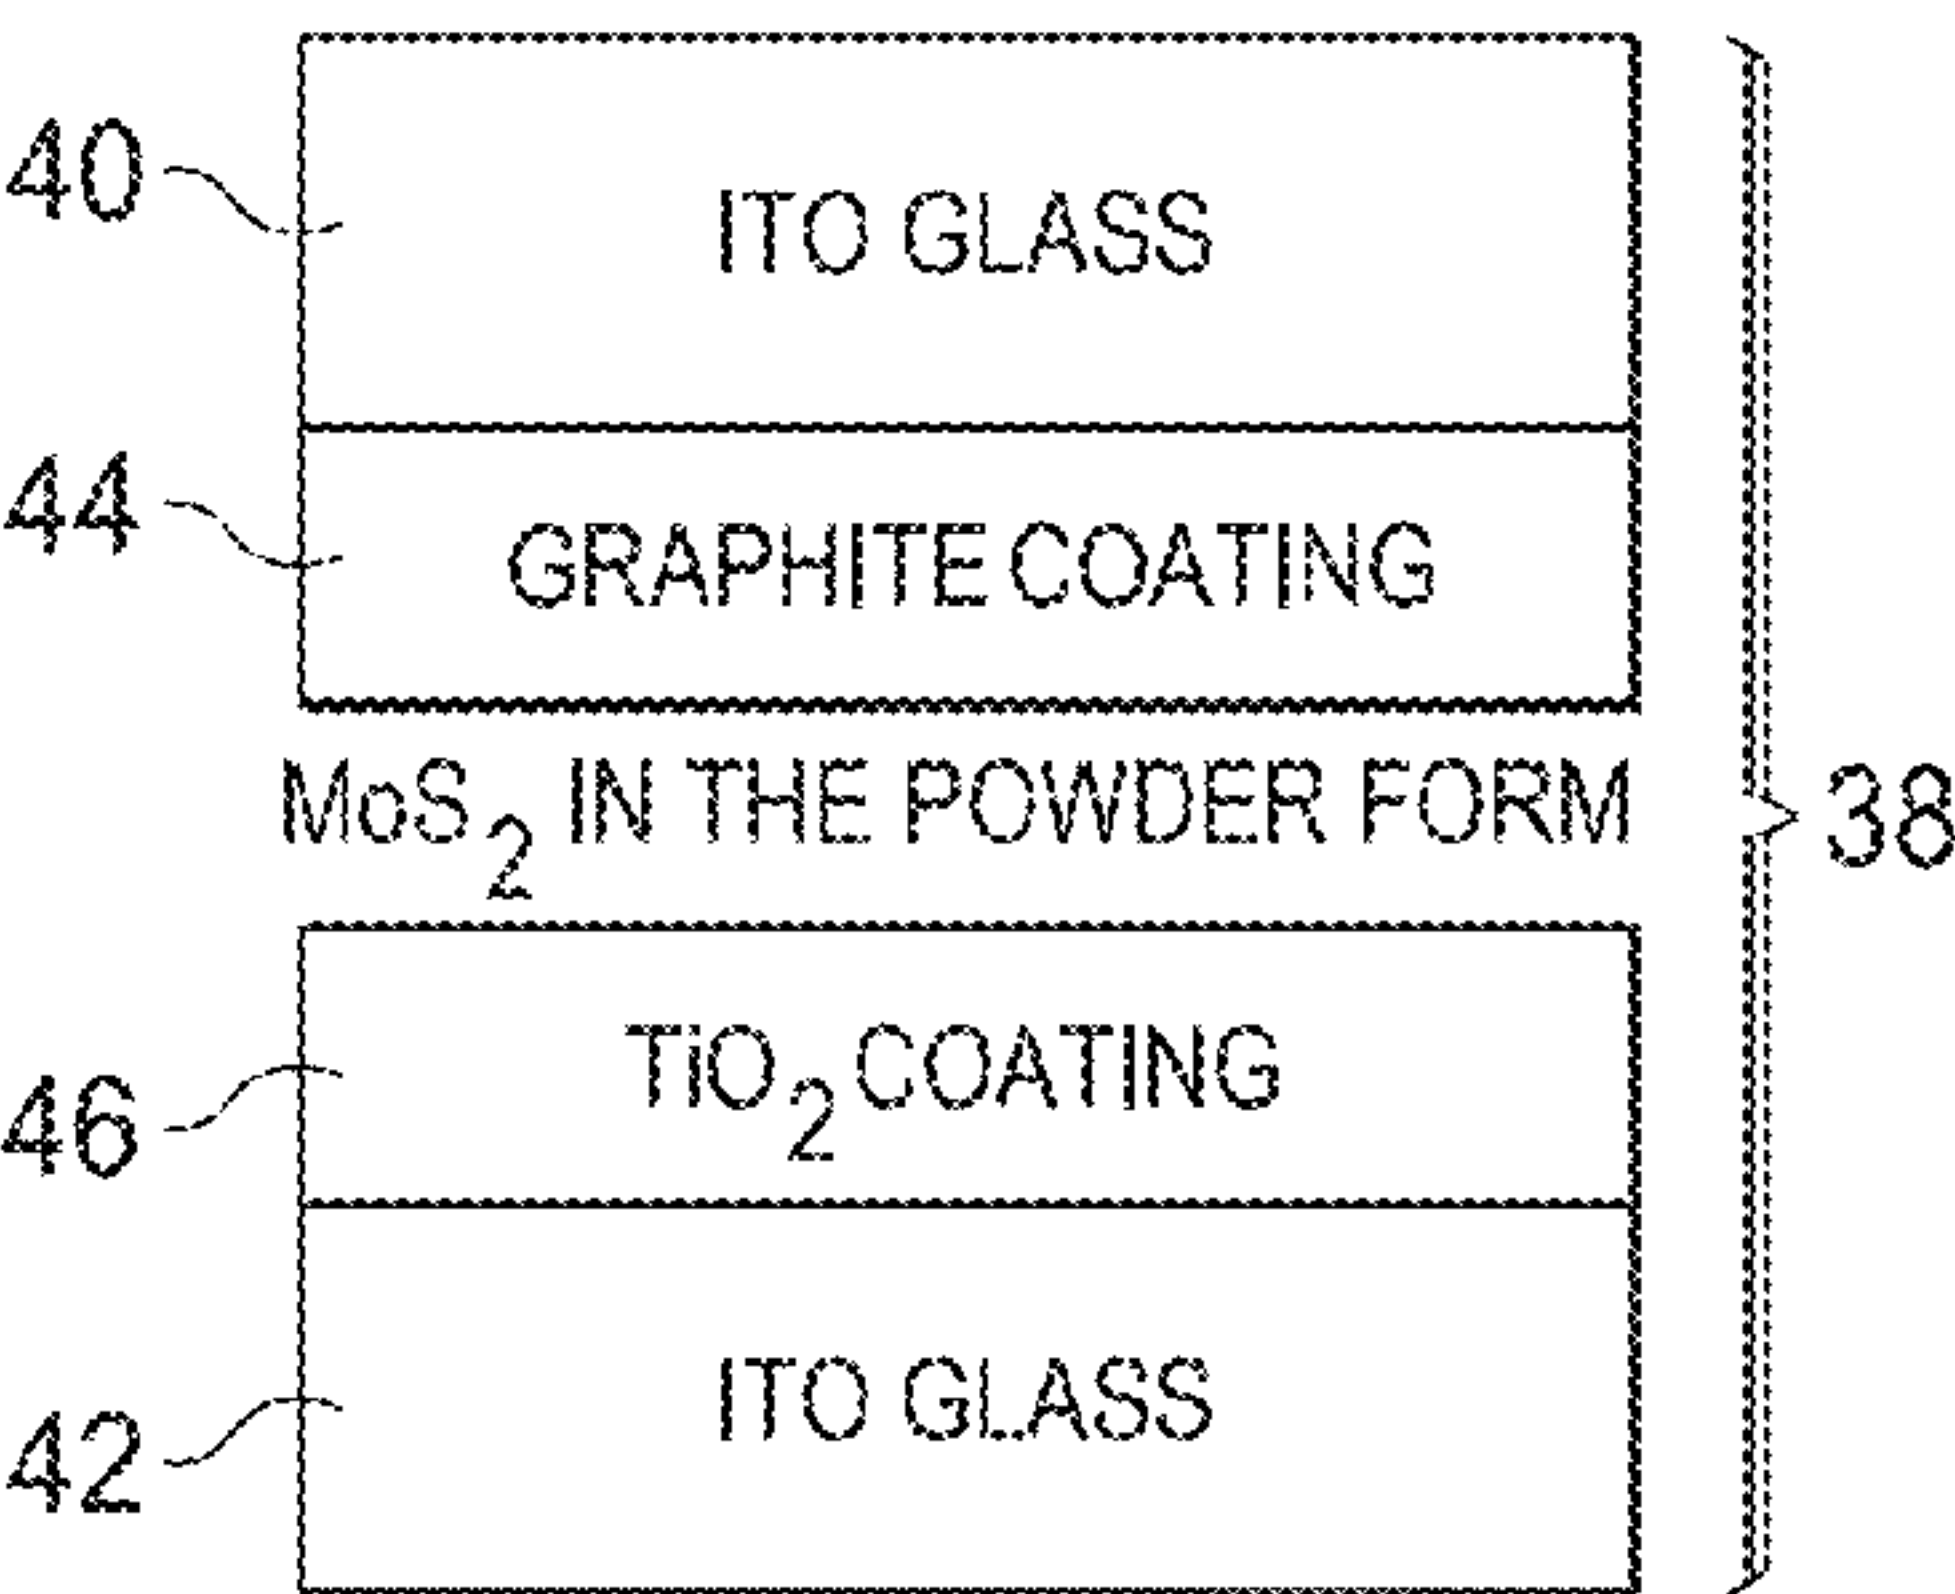 40
ITO GLASS
44
GRAPHITE COATING
MoS₂ IN THE POWDER FORM
38
46
TiO₂ COATING
42
ITO GLASS